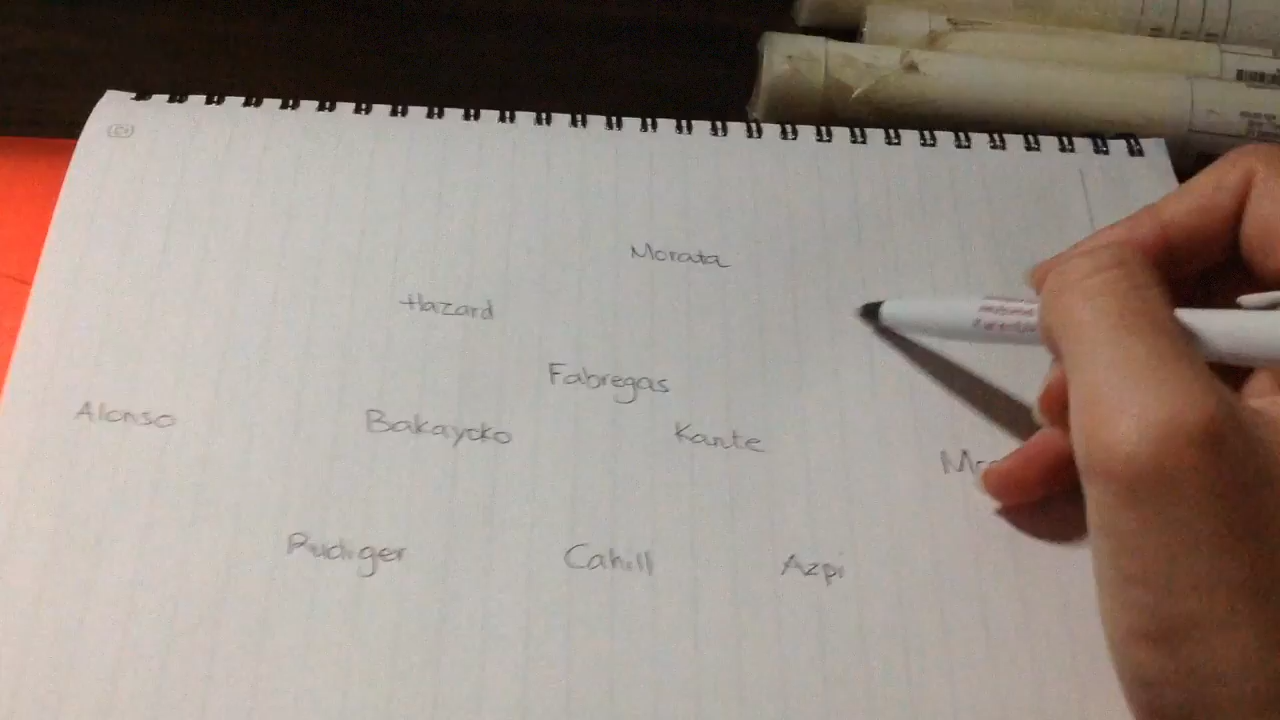 Morata
Hazard
Fabregas
Alonso Bakayoko Kante
Rudiger Cahill Azpi